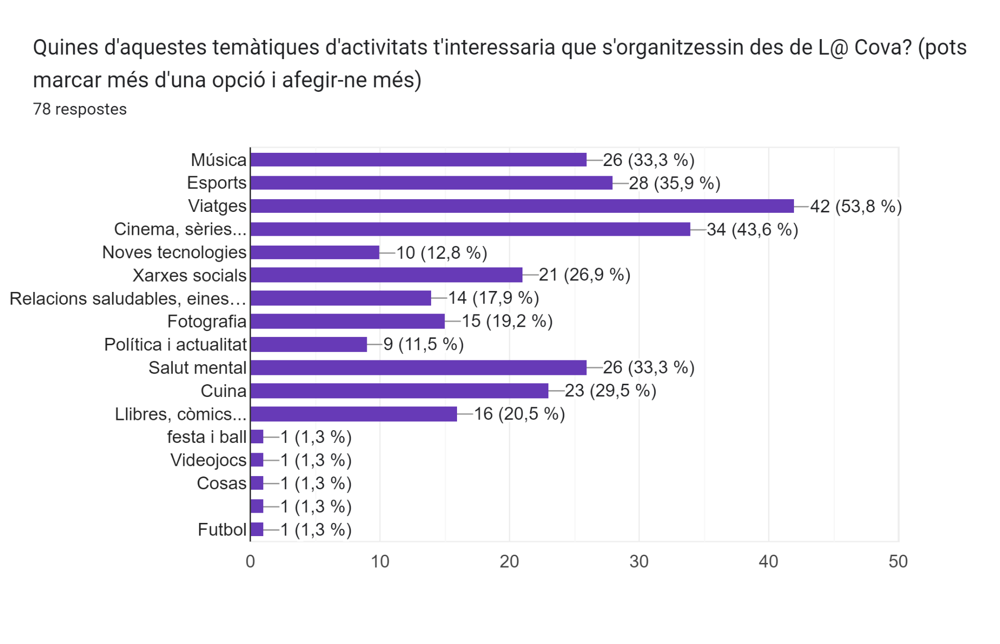 Quines d'aquestes temàtiques d'activitats t'interessaria que s'organitzessin des de L@ Cova? (pots
marcar més d'una opció i afegir-ne més)
78 respostes
Música 26 (33,3 %)
Esports 28 (35,9 %)
Viatges 42 (53,8 %)
Cinema, sèries... 34 (43,6 %)
Noves tecnologies 10 (12,8 %)
Xarxes socials 21 (26,9 %)
Relacions saludables, eines… 14 (17,9 %)
Fotografia 15 (19,2 %)
Política i actualitat 9 (11,5 %)
Salut mental 26 (33,3 %)
Cuina 23 (29,5 %)
Llibres, còmics... 16 (20,5 %)
festa i ball 1 (1,3 %)
Videojocs 1 (1,3 %)
Cosas 1 (1,3 %)
1 (1,3 %)
Futbol 1 (1,3 %)
0 10 20 30 40 50